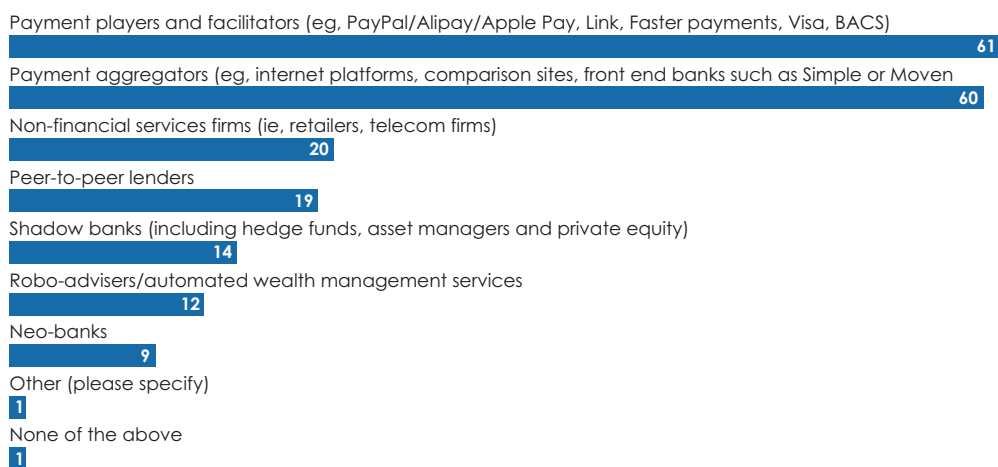 Payment players and facilitators (eg, PayPal/Alipay/Apple Pay, Link, Faster payments, Visa, BACS)
61
Payment aggregators (eg, internet platforms, comparison sites, front end banks such as Simple or Moven
60
Non-financial services firms (ie, retailers, telecom firms)
20
Peer-to-peer lenders
19
Shadow banks (including hedge funds, asset managers and private equity)
14
Robo-advisers/automated wealth management services
12
Neo-banks
9
Other (please specify)
1
None of the above
1